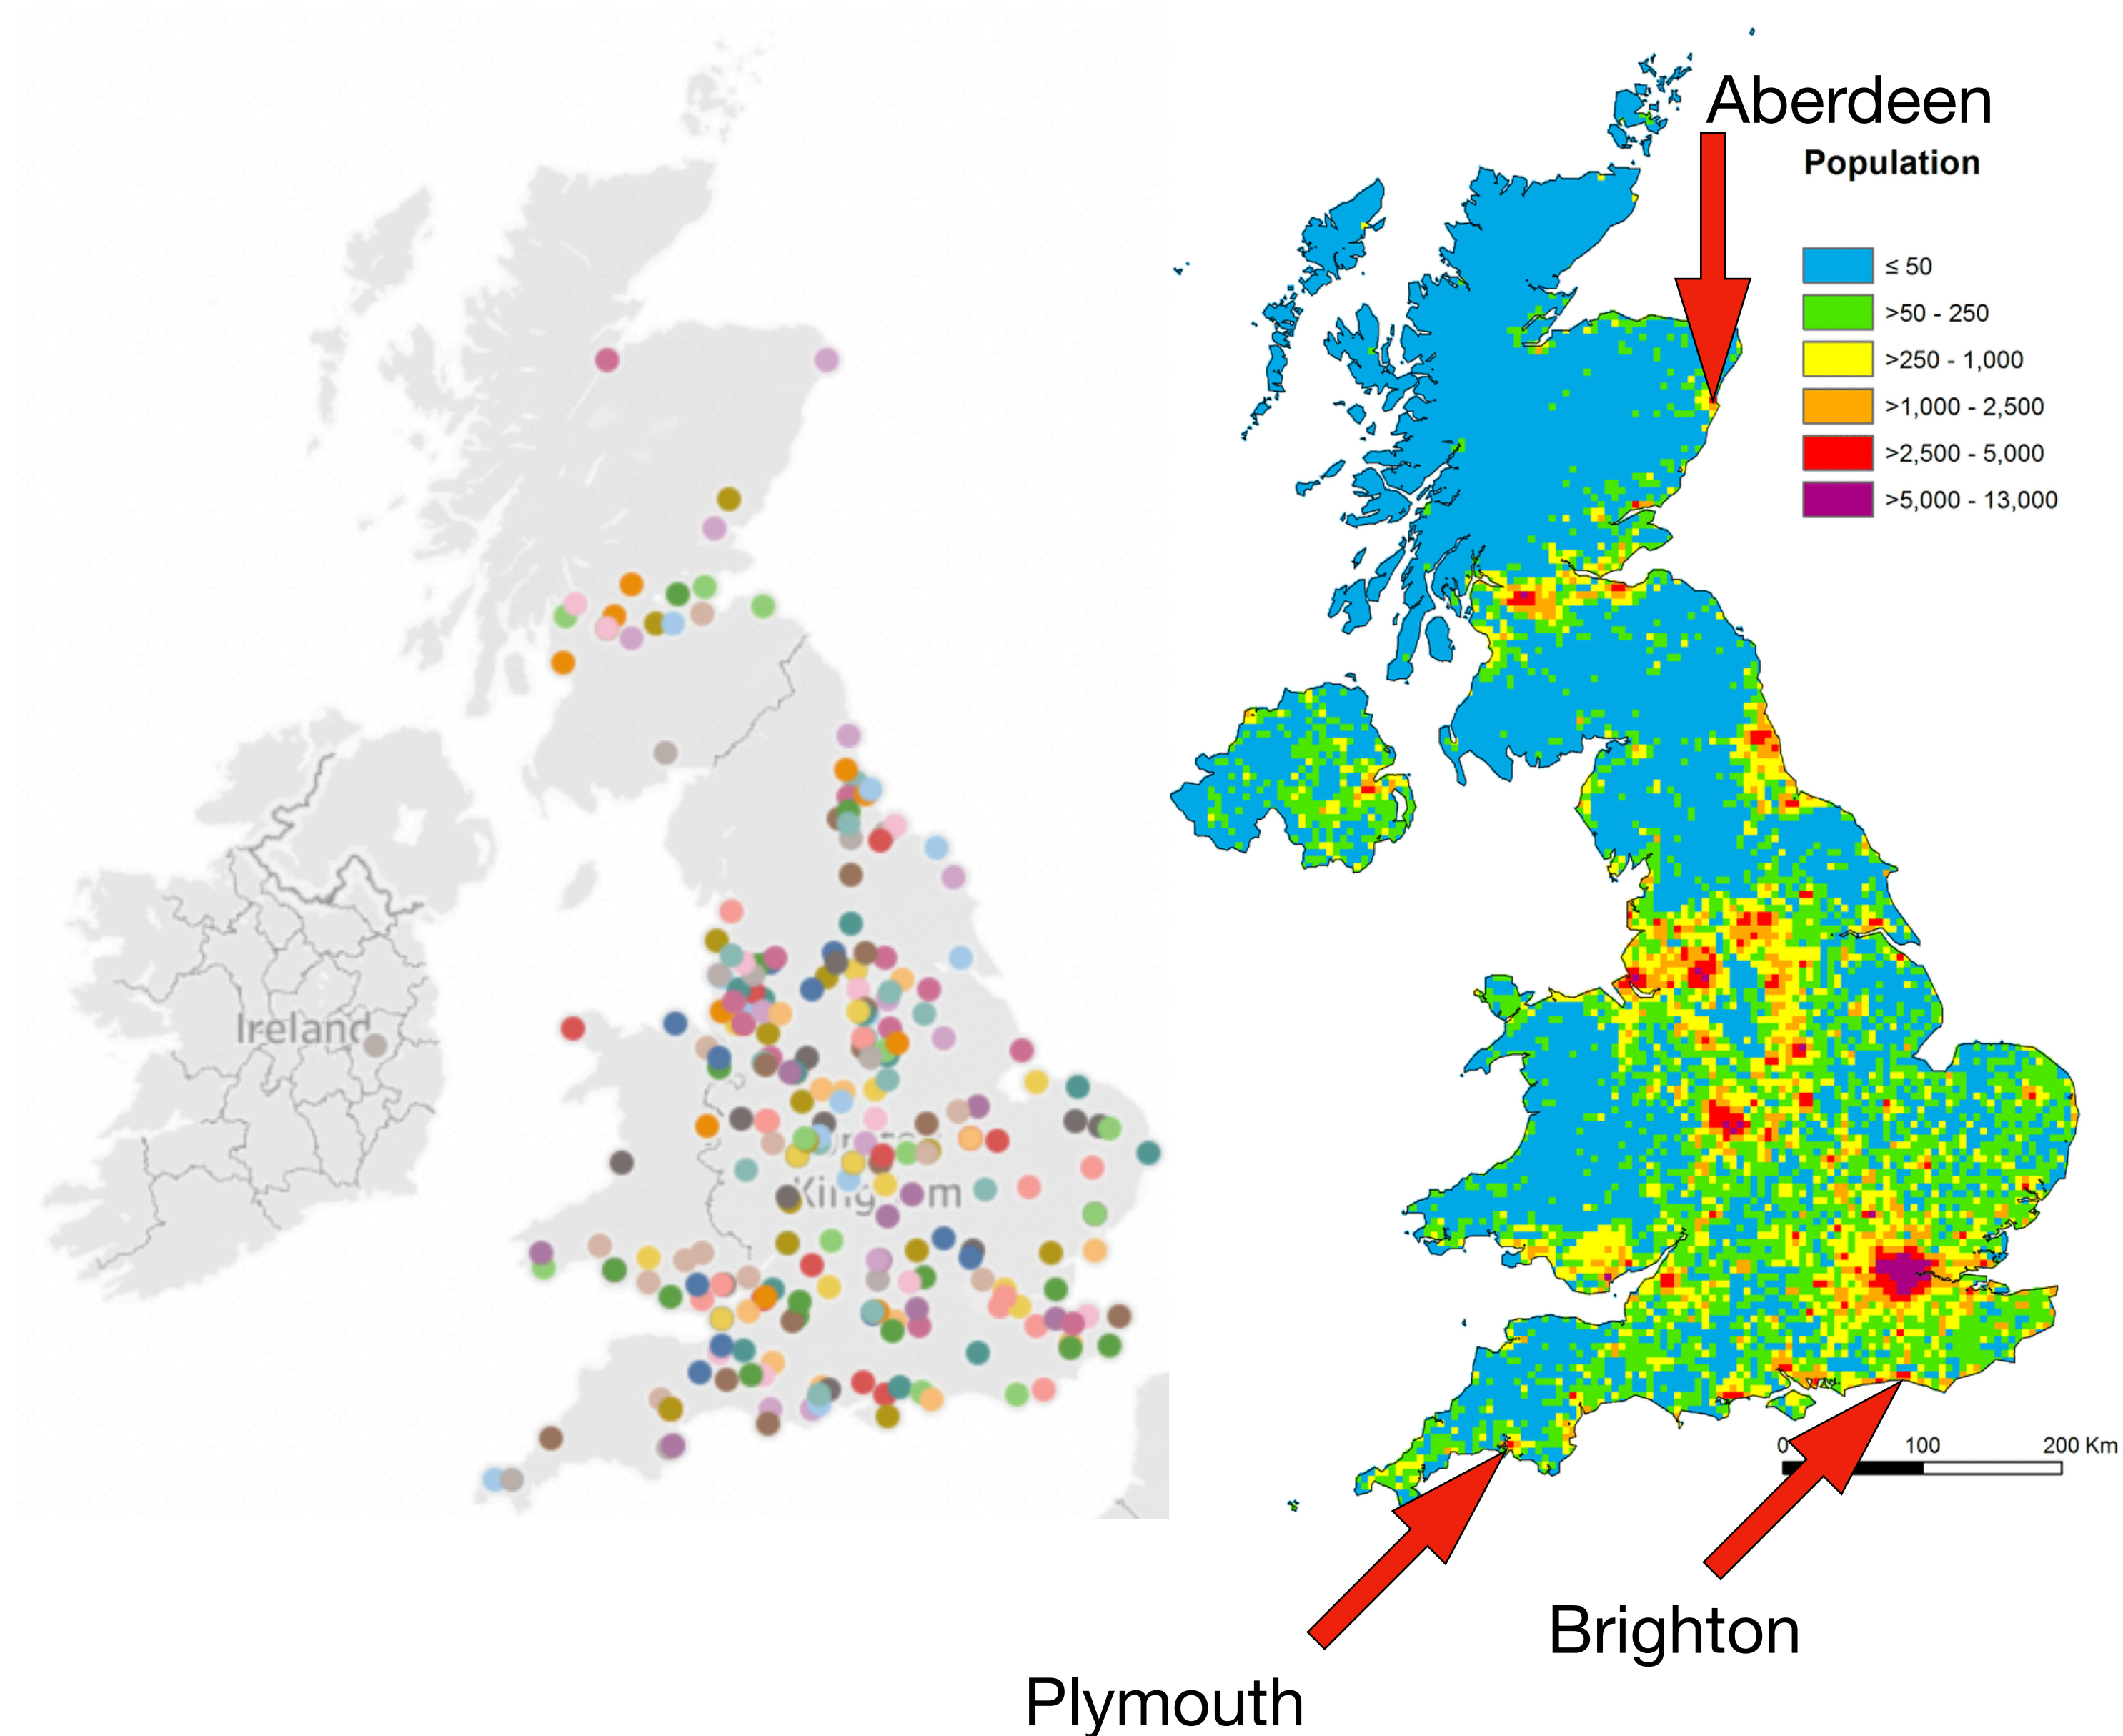 Ireland
Kingdom
Aberdeen
Population
≤ 50
>50 - 250
>250 - 1,000
>1,000 - 2,500
>2,500 - 5,000
>5,000 - 13,000
0 100 200 Km
Brighton
Plymouth